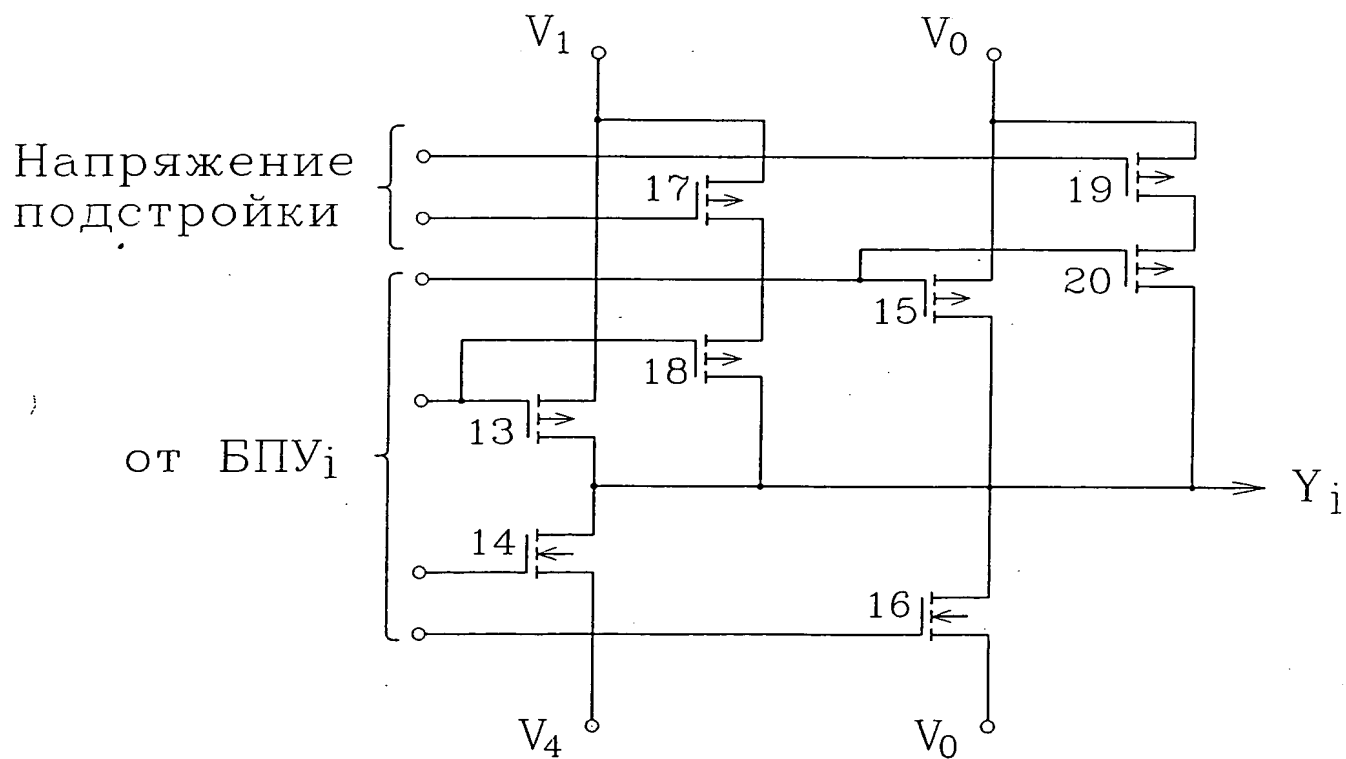 V1
V0
Напряжение
подстройки
17
19
20
15
18
13
от БПУi
Yi
14
16
V4
V0